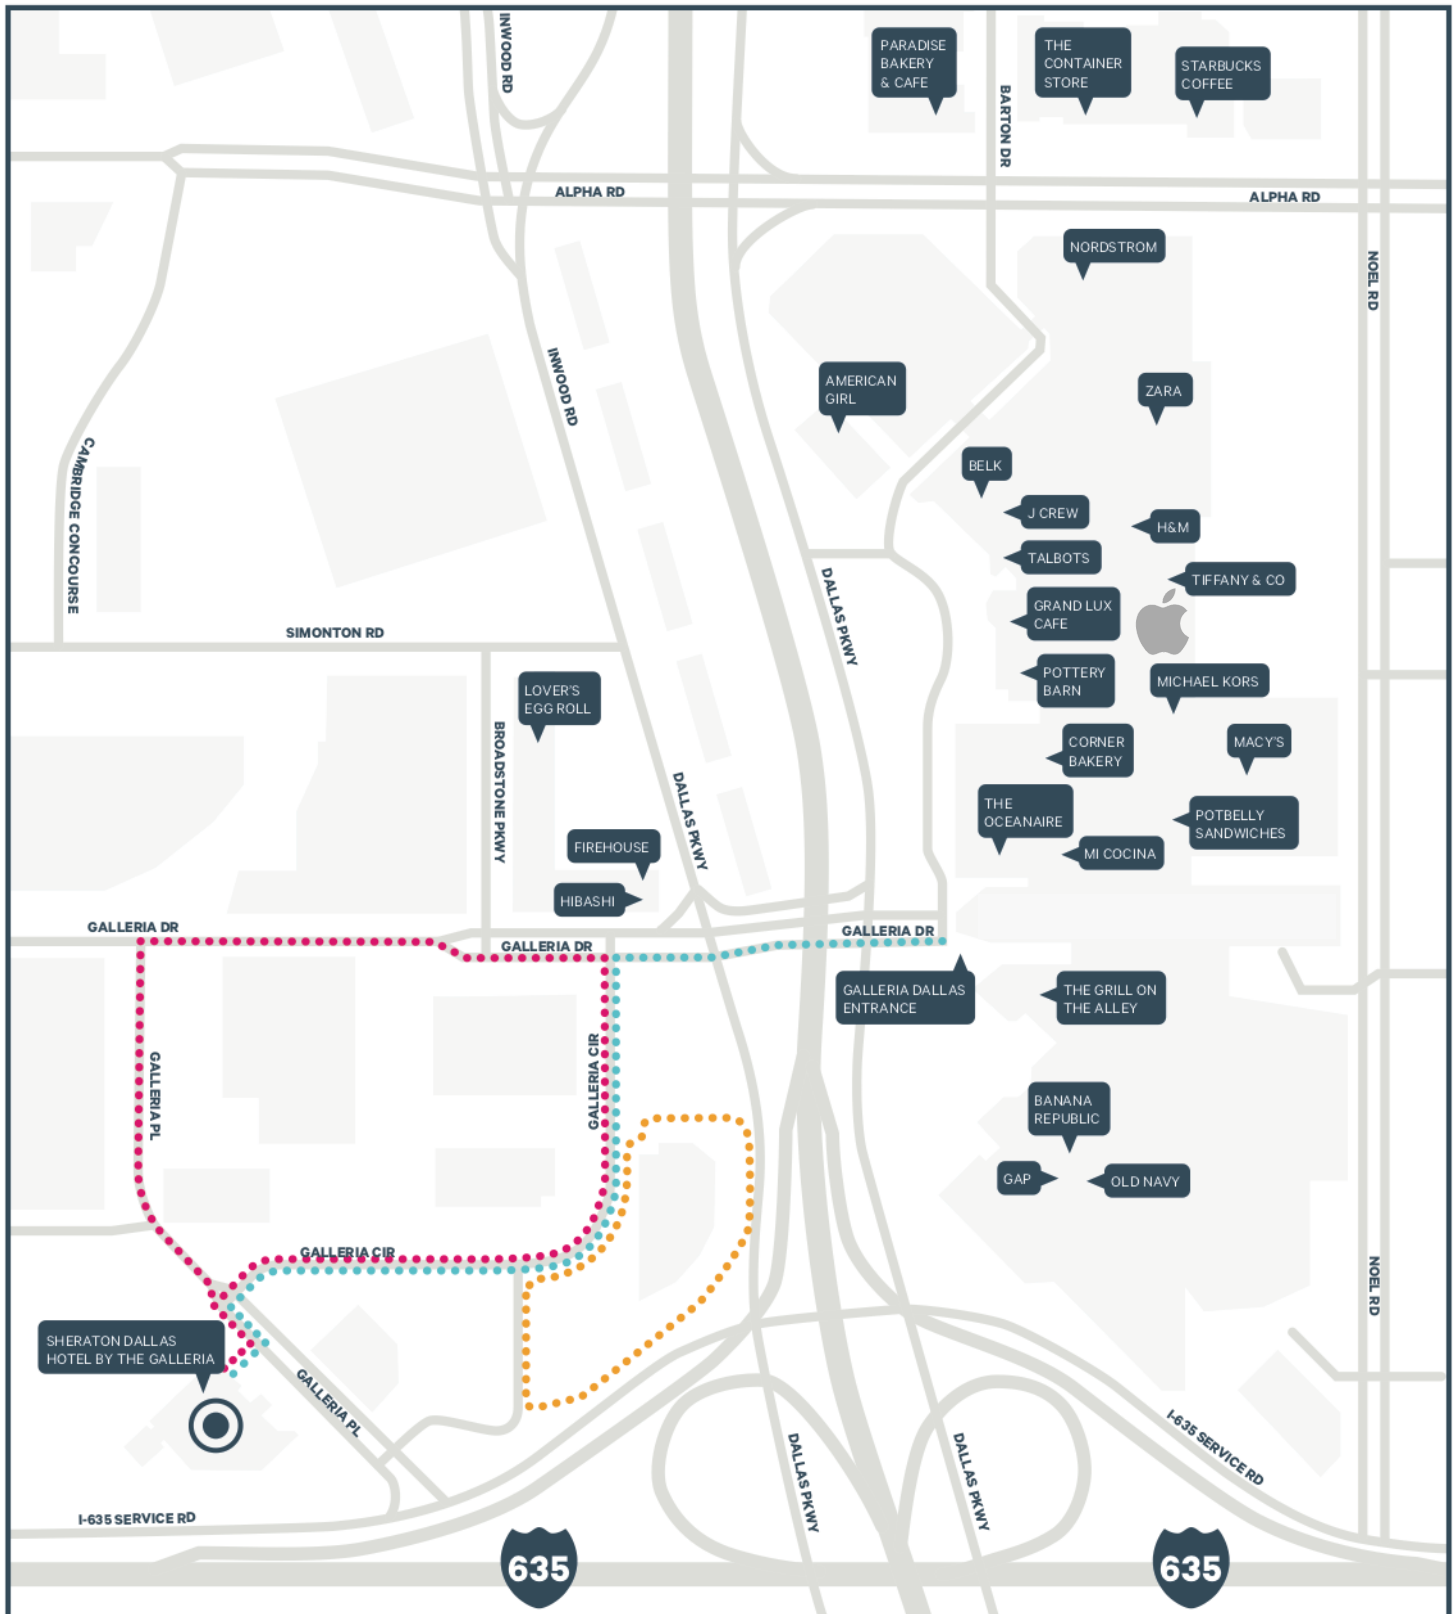 INWOOD RD
PARADISE
BAKERY
& CAFE
THE
CONTAINER
STORE
STARBUCKS
COFFEE
BARTON DR
ALPHA RD
ALPHA RD
NORDSTROM
NOEL RD
INWOOD RD
AMERICAN
GIRL
ZARA
CAMBRIDGE CONCOURSE
BELK
J CREW
H&M
TALBOTS
TIFFANY & CO
DALLAS PKWY
GRAND LUX
CAFE
SIMONTON RD
POTTERY
BARN
MICHAEL KORS
LOVER'S
EGG ROLL
BROADSTONE PKWY
DALLAS PKWY
CORNER
BAKERY
MACY'S
THE
OCEANAIRE
POTBELLY
SANDWICHES
FIREHOUSE
MI COCINA
HIBASHI
GALLERIA DR
GALLERIA DR
GALLERIA DR
GALLERIA DALLAS
ENTRANCE
THE GRILL ON
THE ALLEY
GALLERIA PL
GALLERIA CIR
BANANA
REPUBLIC
GAP
OLD NAVY
GALLERIA CIR
NOEL RD
SHERATON DALLAS
HOTEL BY THE GALLERIA
GALLERIA PL
DALLAS PKWY
DALLAS PKWY
I-635 SERVICE RD
I-635 SERVICE RD
635
635